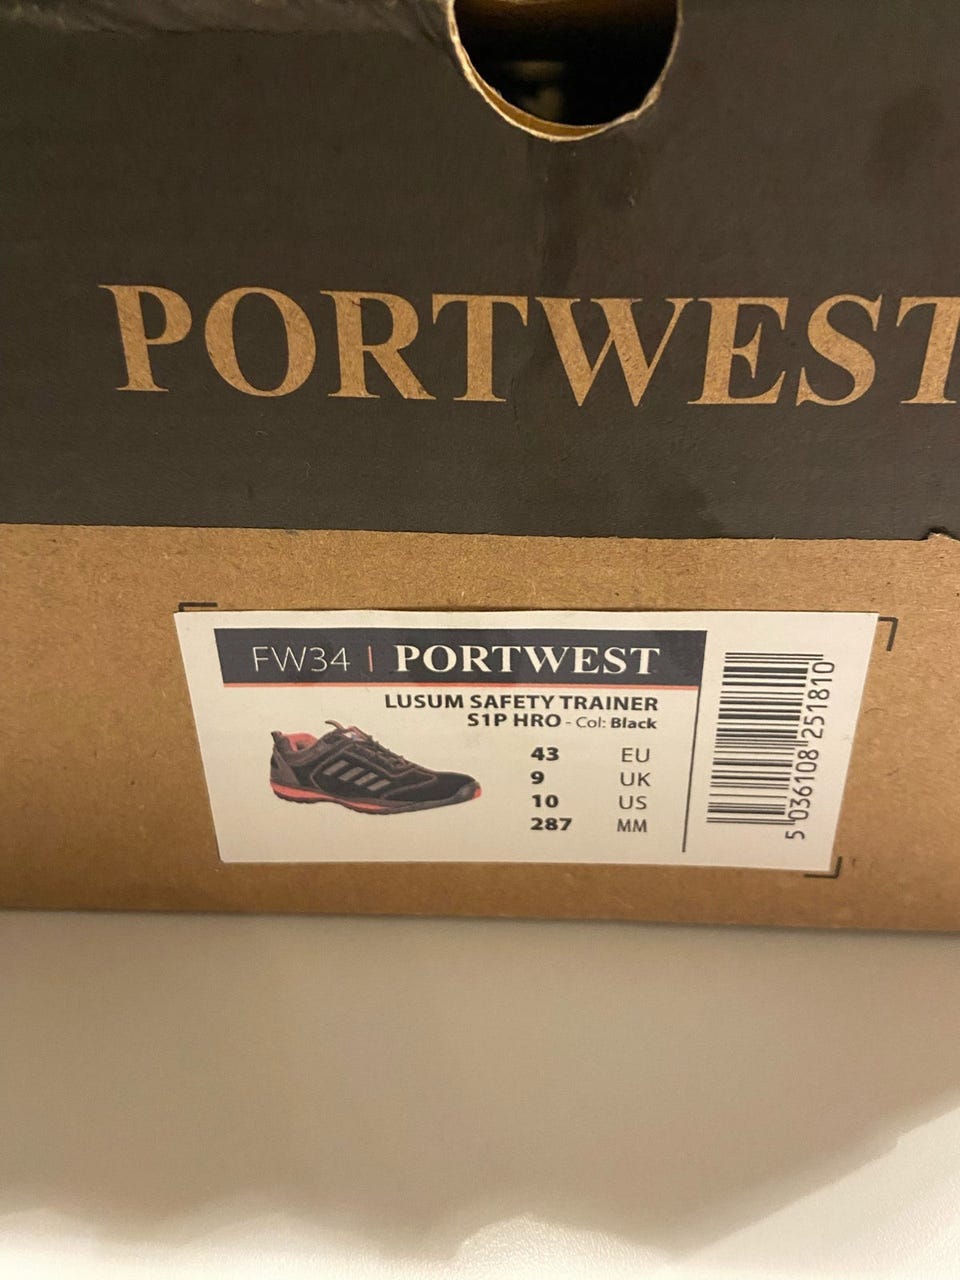 PORTWEST
FW34 | PORTWEST
LUSUM SAFETY TRAINER
S1P HRO - Col: Black
43 EU
9 UK
10 US
287 MM
5 036108 251810